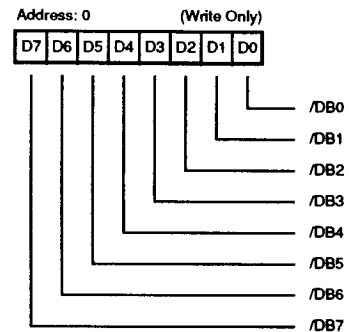 Address: 0 (Write Only)
D7 D6 D5 D4 D3 D2 D1 D0
/DB0
/DB1
/DB2
/DB3
/DB4
/DB5
/DB6
/DB7